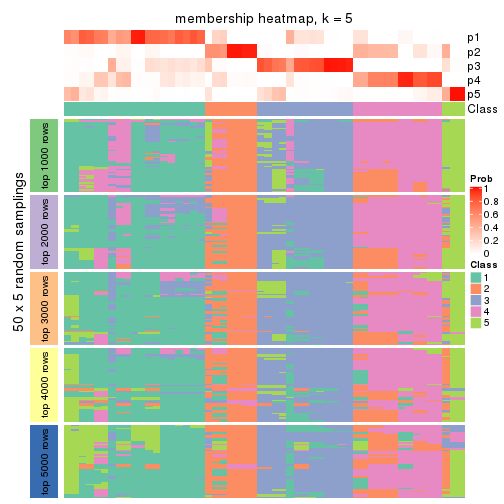 membership heatmap, k = 5
p1
p2
p3
p4
p5
Class
50 x 5 random samplings
top 1000 rows
top 2000 rows
top 3000 rows
top 4000 rows
top 5000 rows
Prob
1
0.8
0.6
0.4
0.2
0
Class
1
2
3
4
5